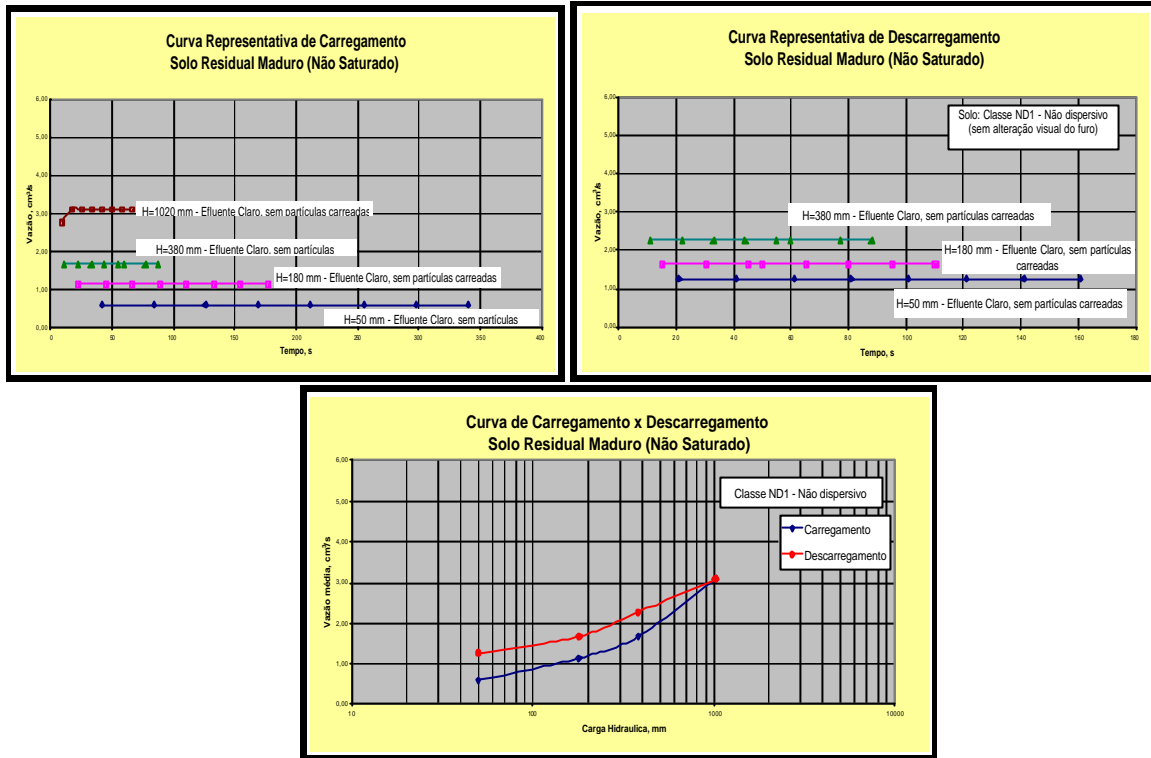 Curva Representativa de Carregamento
Solo Residual Maduro (Não Saturado)
6,00
5,00
4,00
3,00
2,00
1,00
0,00
Vazão, cm³/s
H=1020 mm - Efluente Claro, sem partículas carreadas
H=380 mm - Efluente Claro, sem partículas
H=180 mm - Efluente Claro, sem partículas carreadas
H=50 mm - Efluente Claro, sem partículas
0 50 100 150 200 250 300 350 400
Tempo, s
Curva Representativa de Descarregamento
Solo Residual Maduro (Não Saturado)
6,00
5,00
4,00
3,00
2,00
1,00
0,00
Vazão, cm³/s
Solo: Classe ND1 - Não dispersivo
(sem alteração visual do furo)
H=380 mm - Efluente Claro, sem partículas carreadas
H=180 mm - Efluente Claro, sem partículas
carreadas
H=50 mm - Efluente Claro, sem partículas carreadas
0 20 40 60 80 100 120 140 160 180
Tempo, s
Curva de Carregamento x Descarregamento
Solo Residual Maduro (Não Saturado)
6,00
5,00
4,00
3,00
2,00
1,00
0,00
Vazão média, cm³/s
Classe ND1 - Não dispersivo
Carregamento
Descarregamento
10 100 1000 10000
Carga Hidraulica, mm